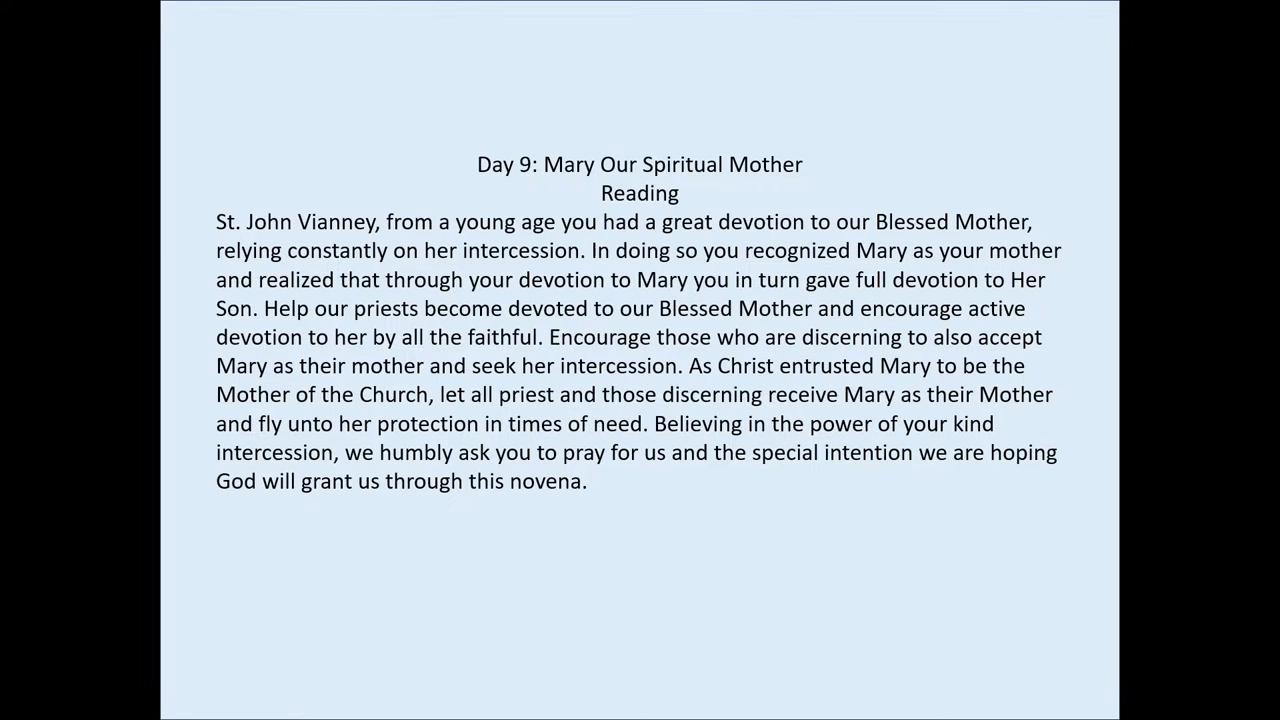 Day 9: Mary Our Spiritual Mother
Reading
St. John Vianney, from a young age you had a great devotion to our Blessed Mother,
relying constantly on her intercession. In doing so you recognized Mary as your mother
and realized that through your devotion to Mary you in turn gave full devotion to Her
Son. Help our priests become devoted to our Blessed Mother and encourage active
devotion to her by all the faithful. Encourage those who are discerning to also accept
Mary as their mother and seek her intercession. As Christ entrusted Mary to be the
Mother of the Church, let all priest and those discerning receive Mary as their Mother
and fly unto her protection in times of need. Believing in the power of your kind
intercession, we humbly ask you to pray for us and the special intention we are hoping
God will grant us through this novena.